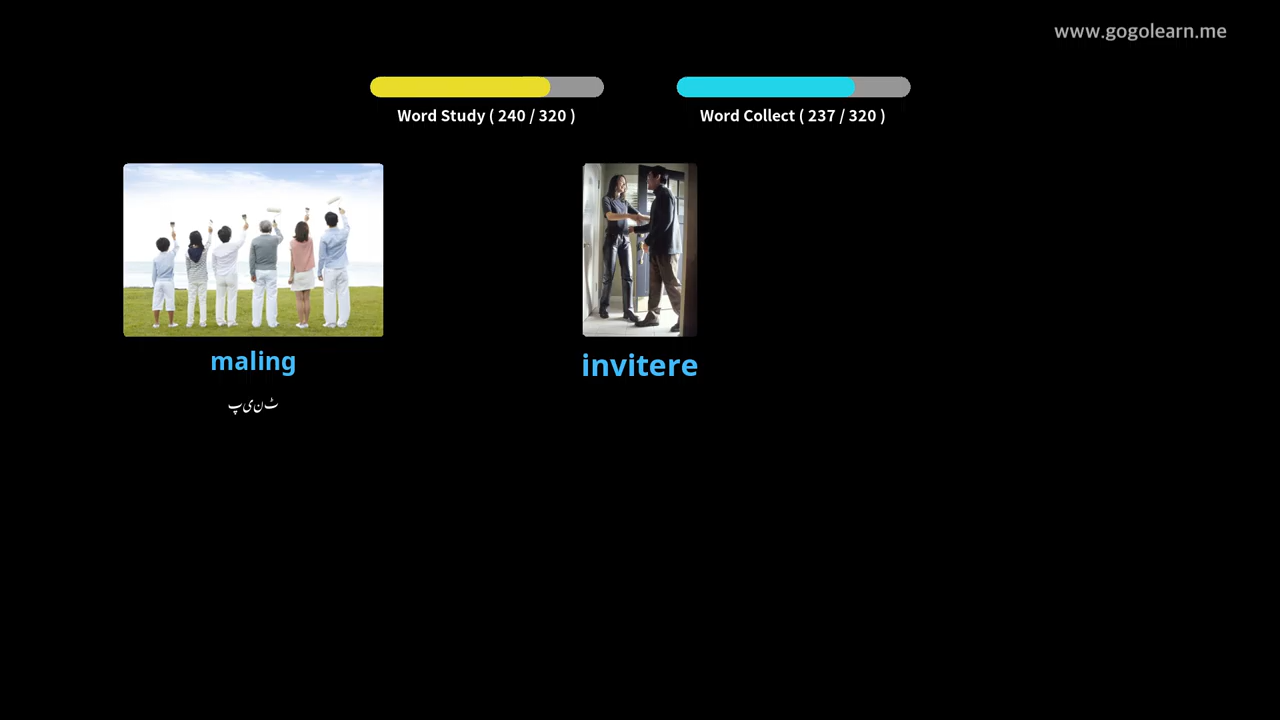 www.gogolearn.me
Word Study ( 240 / 320 )
Word Collect ( 237 / 320 )
maling
invitere
پینٹ